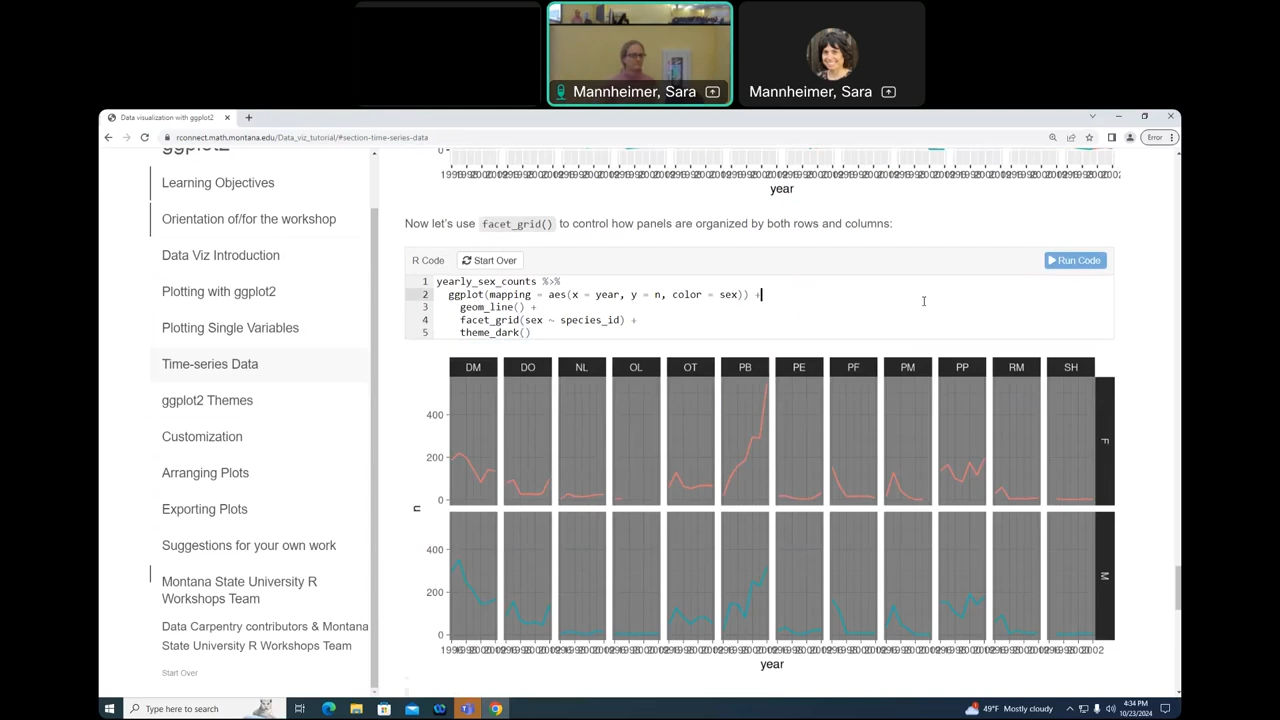 Mannheimer, Sara
Mannheimer, Sara
Data visualization with ggplot2
rconnect.math.montana.edu/Data_viz_tutorial/#section-time-series-data
Error
ggplot2
Learning Objectives
Orientation of/for the workshop
Data Viz Introduction
Plotting with ggplot2
Plotting Single Variables
Time-series Data
ggplot2 Themes
Customization
Arranging Plots
Exporting Plots
Suggestions for your own work
Montana State University R
Workshops Team
Data Carpentry contributors & Montana
State University R Workshops Team
Start Over
0
year
Now let's use facet_grid() to control how panels are organized by both rows and columns:
R Code
Start Over
Run Code
1 yearly_sex_counts %>%
2 ggplot(mapping = aes(x = year, y = n, color = sex)) +
3 geom_line() +
4 facet_grid(sex ~ species_id) +
5 theme_dark()
DM DO NL OL OT PB PE PF PM PP RM SH
400
200
0
F
n
400
200
0
M
year
Type here to search
49°F Mostly cloudy
4:34 PM
10/23/2024